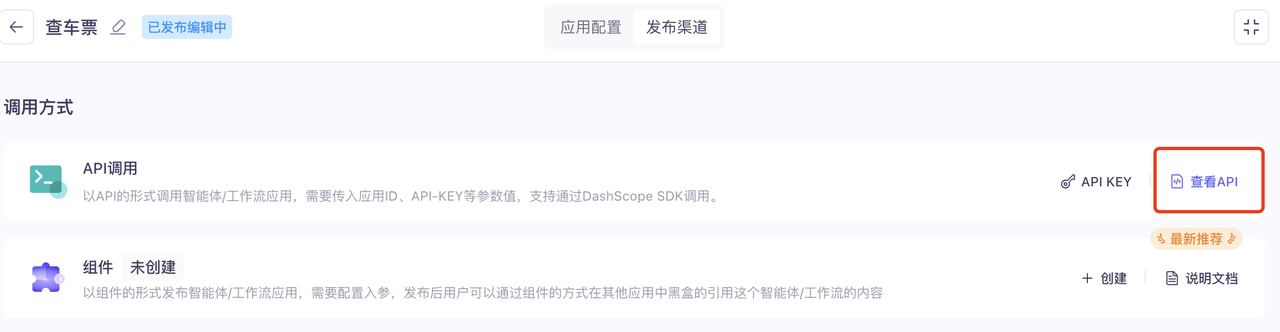 查车票 已发布编辑中 应用配置 发布渠道
调用方式
API调用
以API的形式调用智能体/工作流应用，需要传入应用ID、API-KEY等参数值，支持通过DashScope SDK调用。
API KEY 查看API
最新推荐
组件 未创建
以组件的形式发布智能体/工作流应用，需要配置入参，发布后用户可以通过组件的方式在其他应用中黑盒的引用这个智能体/工作流的内容
创建 说明文档